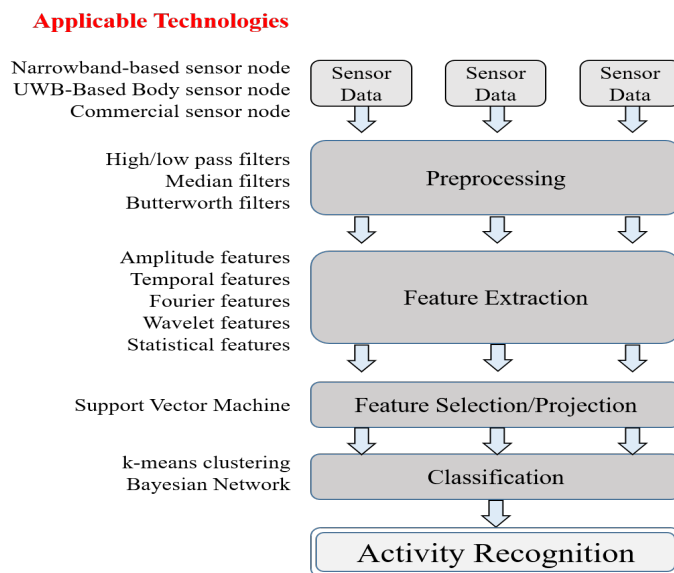 Applicable Technologies
Narrowband-based sensor node
UWB-Based Body sensor node
Commercial sensor node
Sensor
Data
Sensor
Data
Sensor
Data
High/low pass filters
Median filters
Butterworth filters
Preprocessing
Amplitude features
Temporal features
Fourier features
Wavelet features
Statistical features
Feature Extraction
Support Vector Machine
Feature Selection/Projection
k-means clustering
Bayesian Network
Classification
Activity Recognition